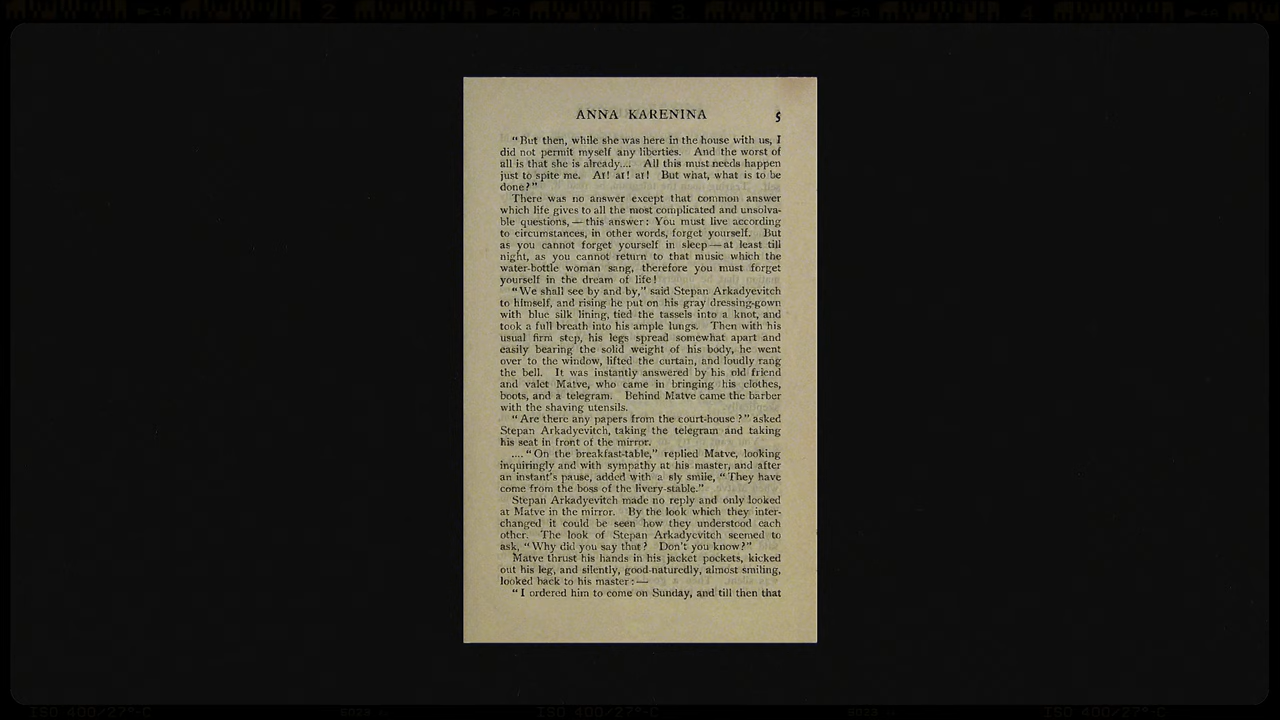 ANNA KARENINA 5
“But then, while she was here in the house with us, I
did not permit myself any liberties. And the worst of
all is that she is already.... All this must needs happen
just to spite me. Aï! aï! aï! But what, what is to be
done?”
There was no answer except that common answer
which life gives to all the most complicated and unsolva-
ble questions, — this answer: You must live according
to circumstances, in other words, forget yourself. But
as you cannot forget yourself in sleep — at least till
night, as you cannot return to that music which the
water-bottle woman sang, therefore you must forget
yourself in the dream of life!
“We shall see by and by,” said Stepan Arkadyevitch
to himself, and rising he put on his gray dressing-gown
with blue silk lining, tied the tassels into a knot, and
took a full breath into his ample lungs. Then with his
usual firm step, his legs spread somewhat apart and
easily bearing the solid weight of his body, he went
over to the window, lifted the curtain, and loudly rang
the bell. It was instantly answered by his old friend
and valet Matve, who came in bringing his clothes,
boots, and a telegram. Behind Matve came the barber
with the shaving utensils.
“Are there any papers from the court-house?” asked
Stepan Arkadyevitch, taking the telegram and taking
his seat in front of the mirror.
.... “On the breakfast-table,” replied Matve, looking
inquiringly and with sympathy at his master, and after
an instant's pause, added with a sly smile, “They have
come from the boss of the livery-stable.”
Stepan Arkadyevitch made no reply and only looked
at Matve in the mirror. By the look which they inter-
changed it could be seen how they understood each
other. The look of Stepan Arkadyevitch seemed to
ask, “Why did you say that? Don't you know?”
Matve thrust his hands in his jacket pockets, kicked
out his leg, and silently, good-naturedly, almost smiling,
looked back to his master: —
“I ordered him to come on Sunday, and till then that
ISO 400/27°-C
ISO 400/27°-C
ISO 400/27°-C